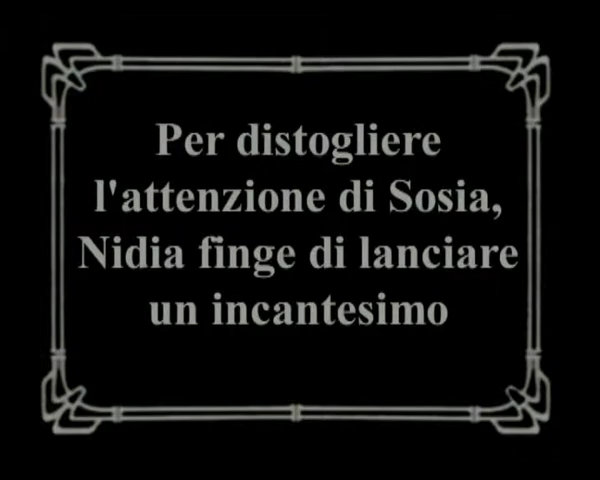 Per distogliere
l'attenzione di Sosia,
Nidia finge di lanciare
un incantesimo